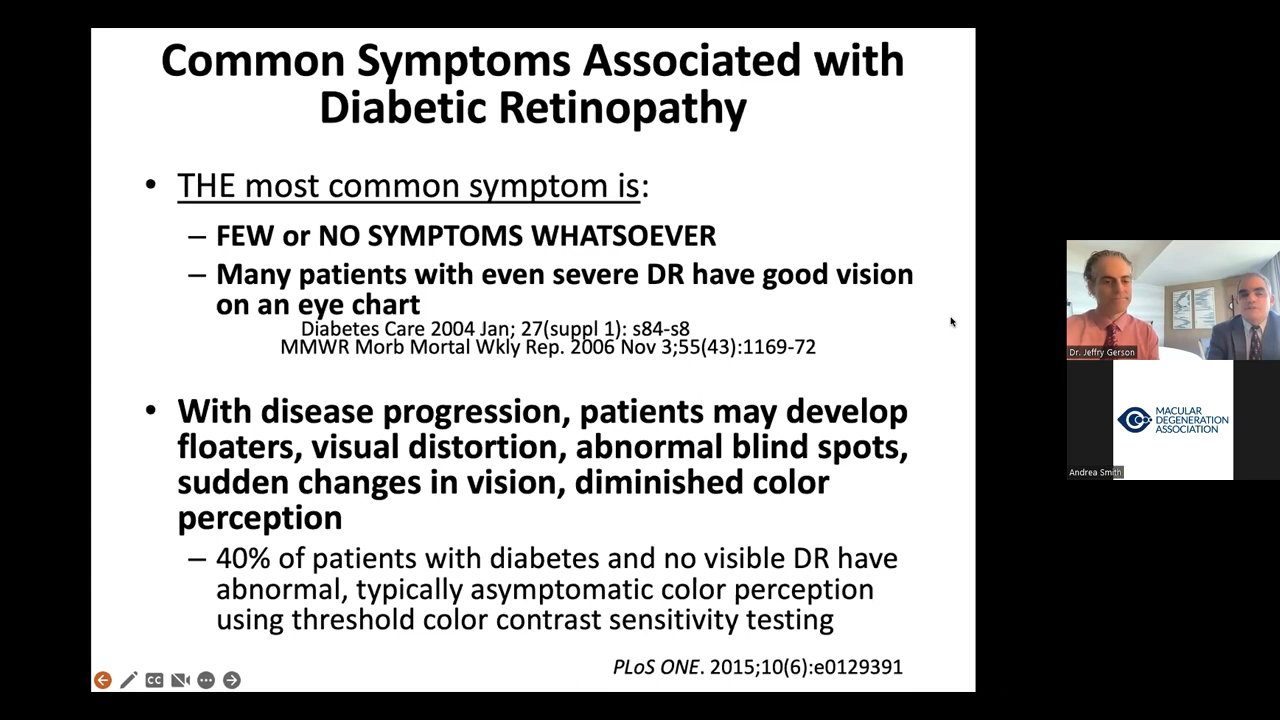 Common Symptoms Associated with
Diabetic Retinopathy
• THE most common symptom is:
– FEW or NO SYMPTOMS WHATSOEVER
– Many patients with even severe DR have good vision
on an eye chart
Diabetes Care 2004 Jan; 27(suppl 1): s84-s8
MMWR Morb Mortal Wkly Rep. 2006 Nov 3;55(43):1169-72
• With disease progression, patients may develop
floaters, visual distortion, abnormal blind spots,
sudden changes in vision, diminished color
perception
– 40% of patients with diabetes and no visible DR have
abnormal, typically asymptomatic color perception
using threshold color contrast sensitivity testing
PLoS ONE. 2015;10(6):e0129391
CC
Dr. Jeffry Gerson
MACULAR
DEGENERATION
ASSOCIATION
Andrea Smith